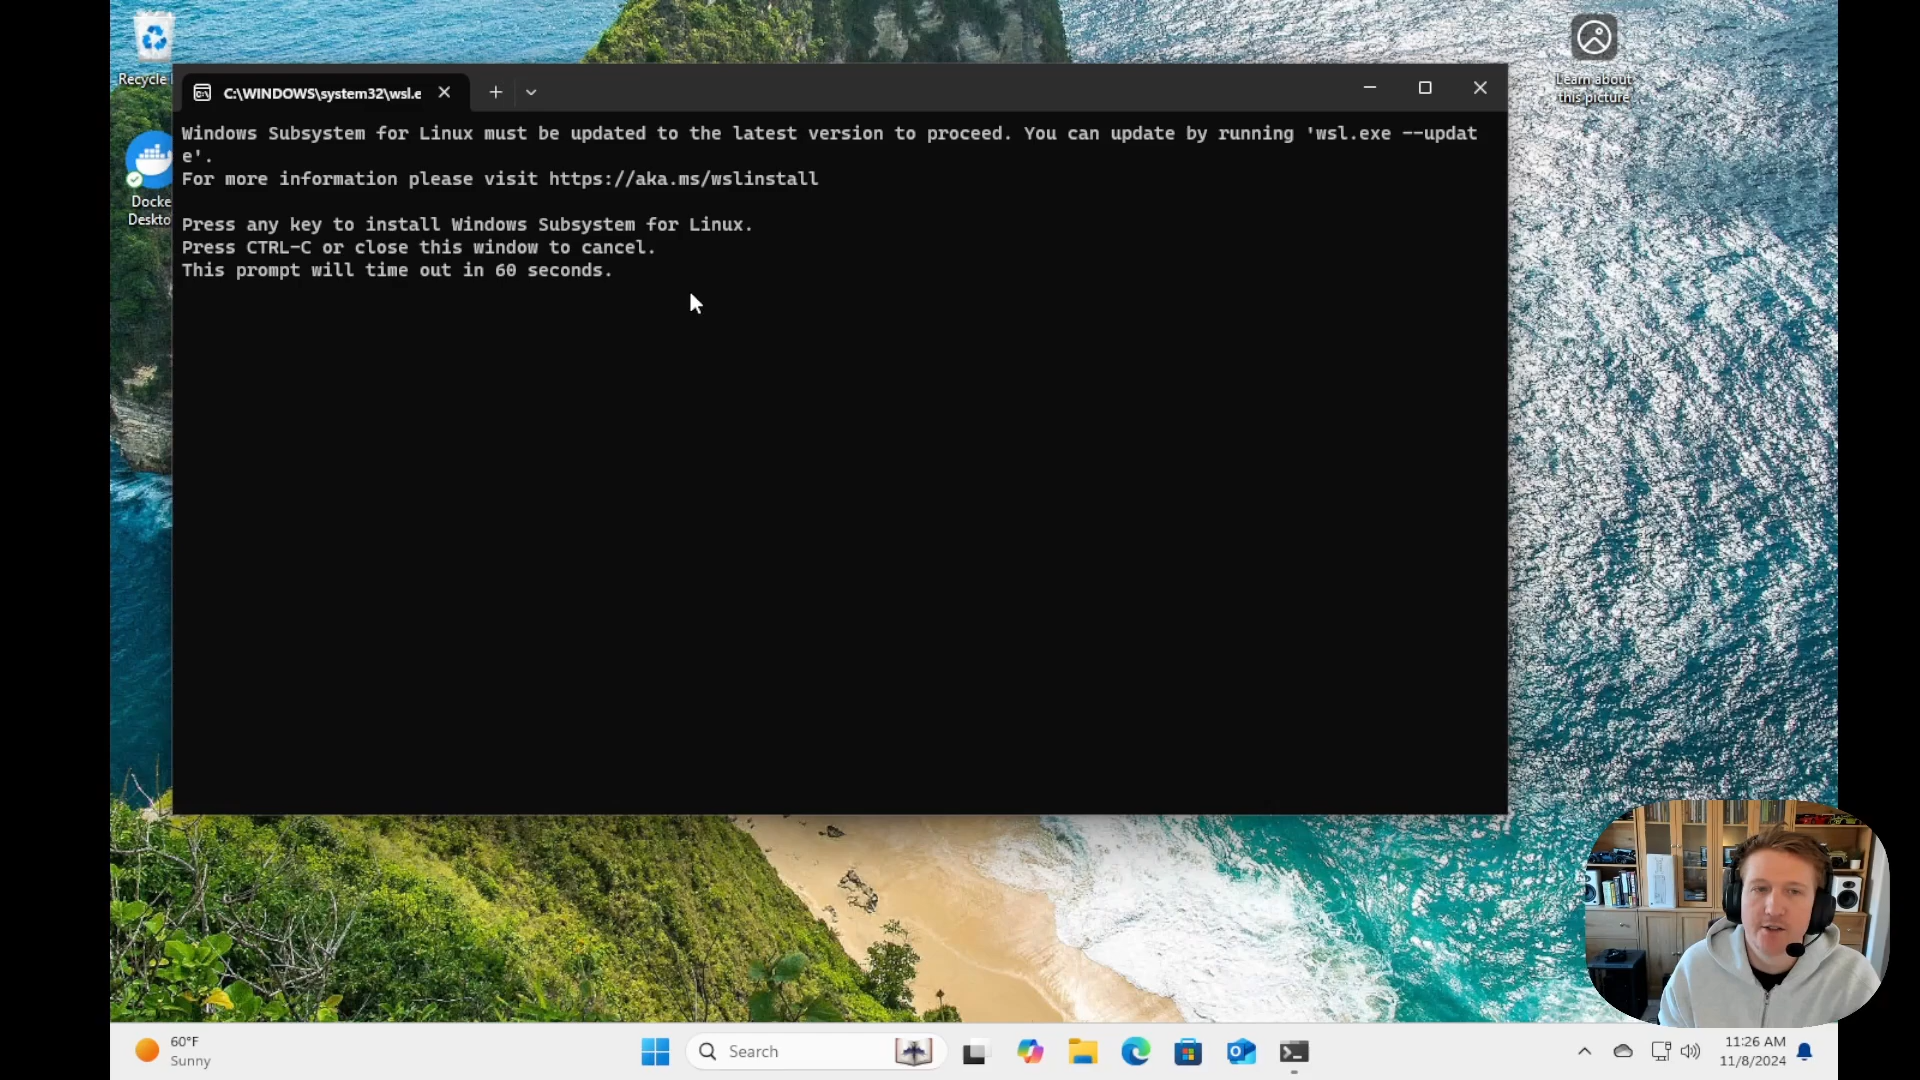 Recycle
Learn about
this picture
C:\WINDOWS\system32\wsl.e
Windows Subsystem for Linux must be updated to the latest version to proceed. You can update by running 'wsl.exe --updat
e'.
For more information please visit https://aka.ms/wslinstall
Press any key to install Windows Subsystem for Linux.
Press CTRL-C or close this window to cancel.
This prompt will time out in 60 seconds.
Docke
Deskto
60°F
Sunny
Search
11:26 AM
11/8/2024